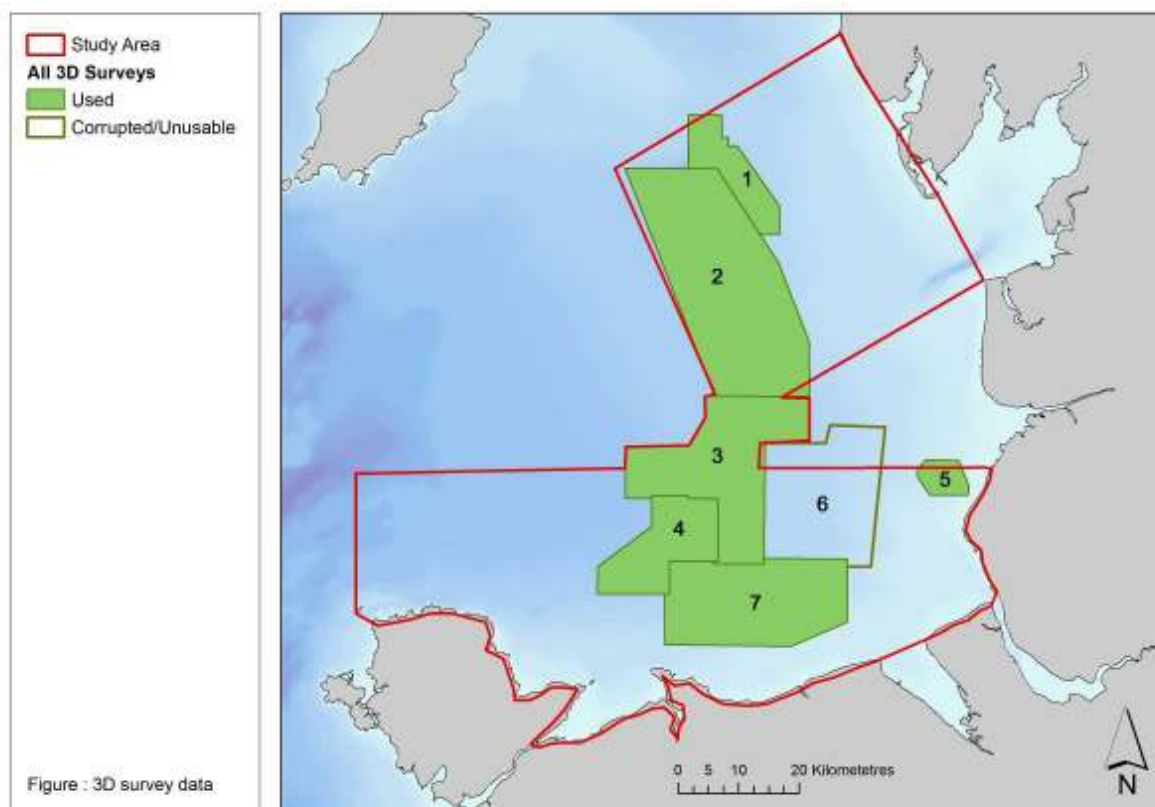 Study Area
All 3D Surveys
Used
Corrupted/Unusable
1
2
3
4
5
6
7
0 5 10 20 Kilometetres
N
Figure : 3D survey data